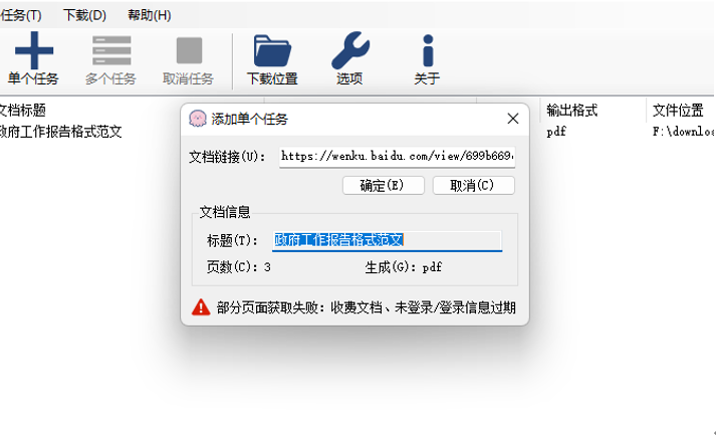 任务(T) 下载(D) 帮助(H)
单个任务 多个任务 取消任务 下载位置 选项 关于
文档标题 输出格式 文件位置
政府工作报告格式范文 pdf F:\downloa
添加单个任务
文档链接(U): https://wenku.baidu.com/view/699b669
确定(E) 取消(C)
文档信息
标题(T): 政府工作报告格式范文
页数(C): 3 生成(G): pdf
部分页面获取失败: 收费文档、未登录/登录信息过期